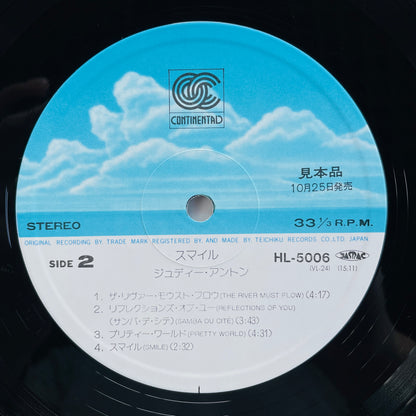 CONTINENTAL
見本品
10月25日発売
STEREO
33 1/3 R.P.M.
ORIGINAL RECORDING BY, TRADE MARK REGISTERED BY, AND MADE BY TEICHIKU RECORDS CO., LTD. JAPAN
スマイル
SIDE 2
ジュディー・アントン
HL-5006
(VL-24)
(15:11)
JASRAC
1. ザ・リヴァー・モウスト・フロウ(THE RIVER MUST FLOW) (4:17)
2. リフレクションズ・オブ・ユー(REFLECTIONS OF YOU)
(サンバ・デ・シテ)(SAMBA OU CITÉ)(3:43)
3. プリティー・ワールド(PRETTY WORLD) (4:31)
4. スマイル(SMILE) (2:32)